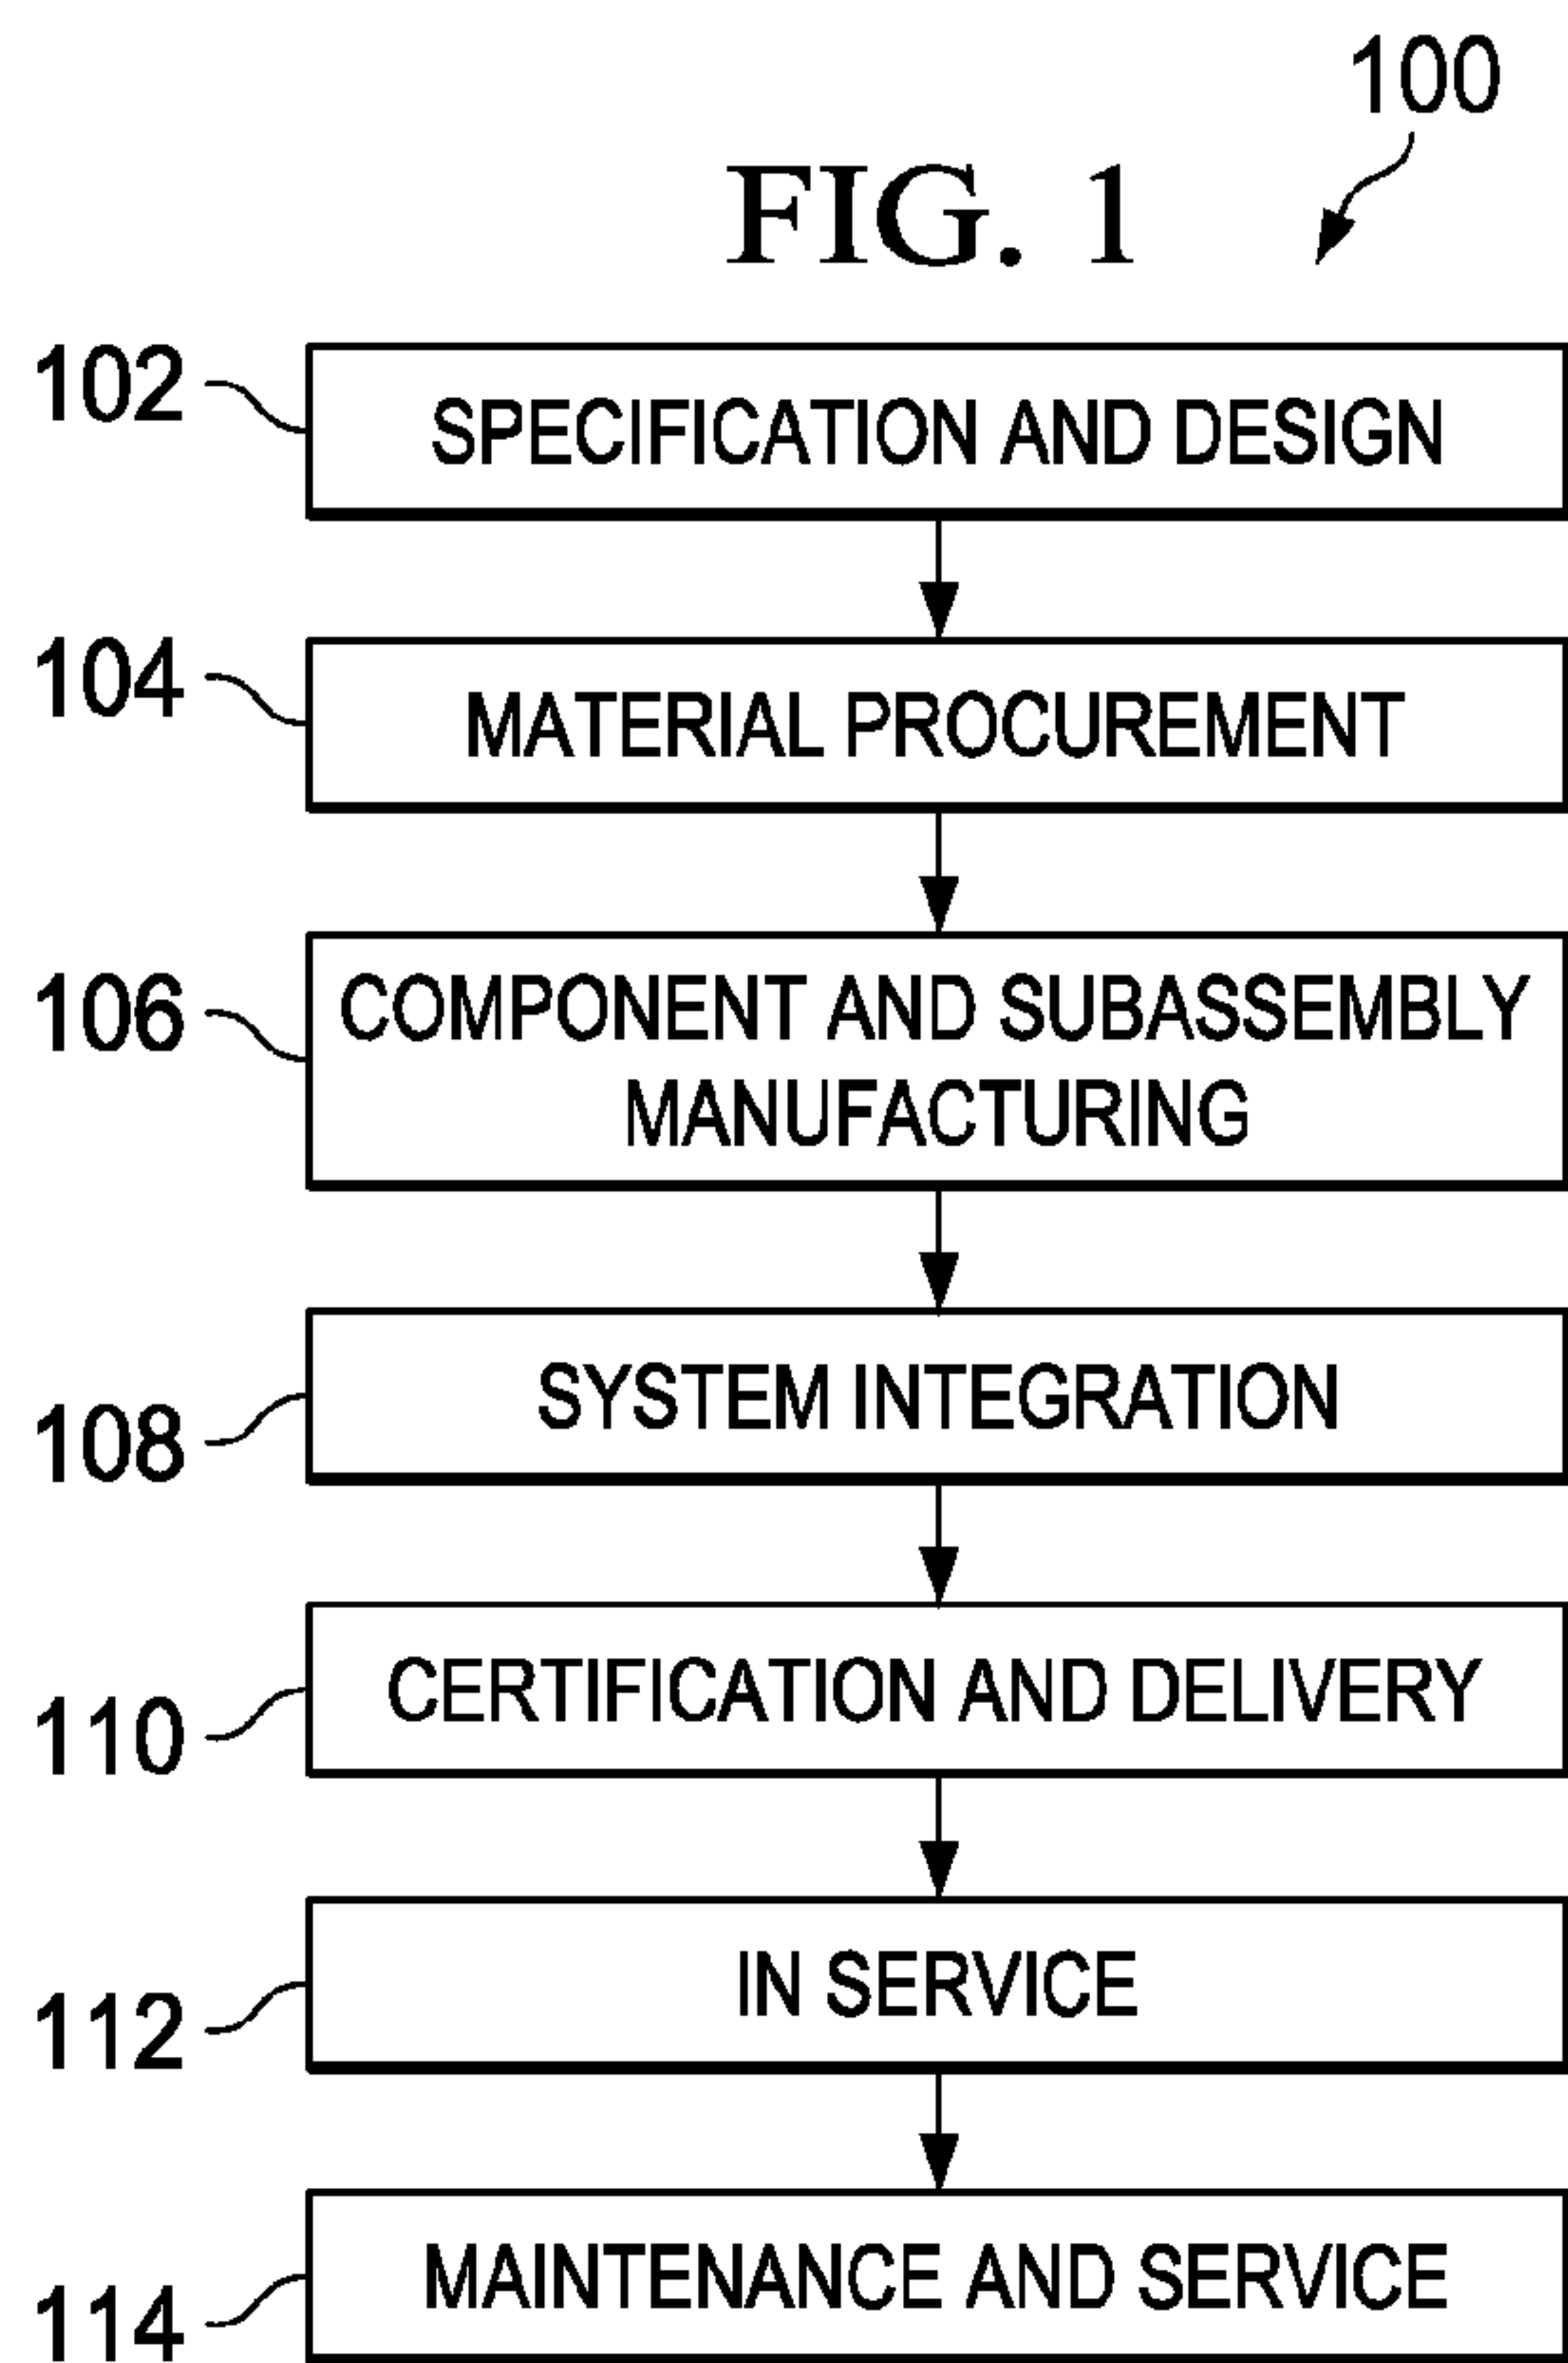 100
FIG. 1
102
SPECIFICATION AND DESIGN
104
MATERIAL PROCUREMENT
106
COMPONENT AND SUBASSEMBLY
MANUFACTURING
108
SYSTEM INTEGRATION
110
CERTIFICATION AND DELIVERY
112
IN SERVICE
114
MAINTENANCE AND SERVICE